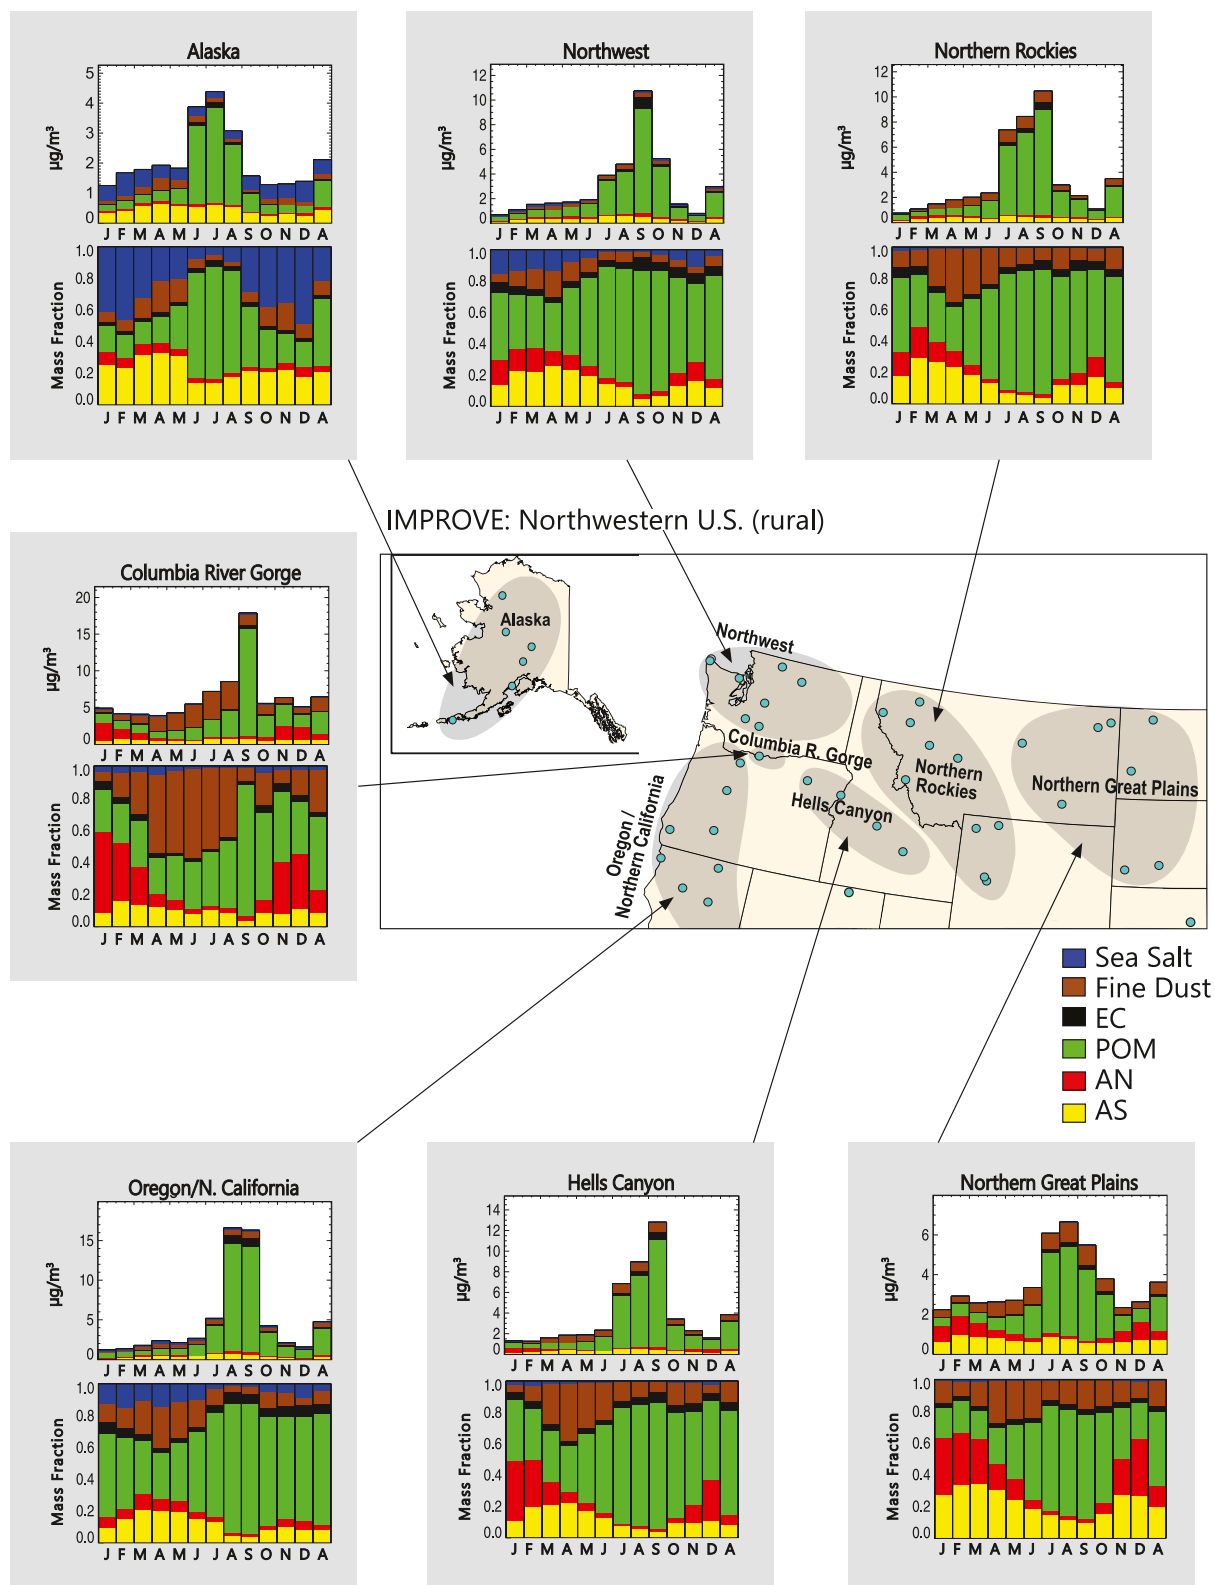 Alaska
5
4
3
2
1
0
µg/m³
J F M A M J J A S O N D A
1.0
0.8
0.6
0.4
0.2
0.0
Mass Fraction
J F M A M J J A S O N D A
Northwest
12
10
8
6
4
2
0
µg/m³
J F M A M J J A S O N D A
1.0
0.8
0.6
0.4
0.2
0.0
Mass Fraction
J F M A M J J A S O N D A
Northern Rockies
12
10
8
6
4
2
0
µg/m³
J F M A M J J A S O N D A
1.0
0.8
0.6
0.4
0.2
0.0
Mass Fraction
J F M A M J J A S O N D A
IMPROVE: Northwestern U.S. (rural)
Columbia River Gorge
20
15
10
5
0
µg/m³
J F M A M J J A S O N D A
1.0
0.8
0.6
0.4
0.2
0.0
Mass Fraction
J F M A M J J A S O N D A
Alaska
Northwest
Columbia R. Gorge
Northern
Rockies
Northern Great Plains
Hells Canyon
Oregon /
Northern California
Sea Salt
Fine Dust
EC
POM
AN
AS
Oregon/N. California
15
10
5
0
µg/m³
J F M A M J J A S O N D A
1.0
0.8
0.6
0.4
0.2
0.0
Mass Fraction
J F M A M J J A S O N D A
Hells Canyon
14
12
10
8
6
4
2
0
µg/m³
J F M A M J J A S O N D A
1.0
0.8
0.6
0.4
0.2
0.0
Mass Fraction
J F M A M J J A S O N D A
Northern Great Plains
6
4
2
0
µg/m³
J F M A M J J A S O N D A
1.0
0.8
0.6
0.4
0.2
0.0
Mass Fraction
J F M A M J J A S O N D A